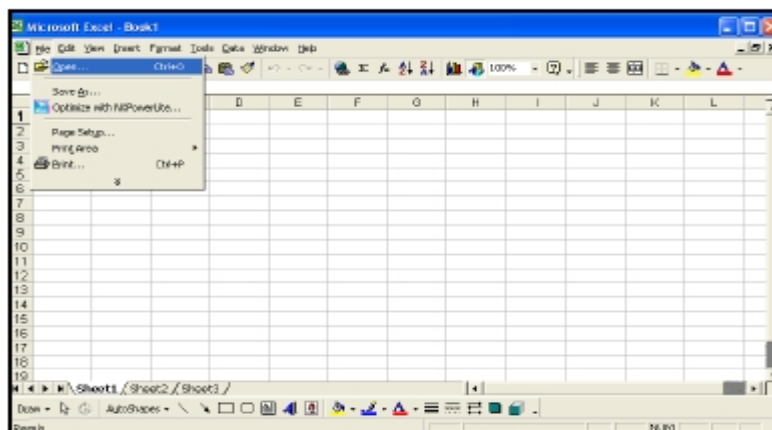 Microsoft Excel - Book1
File Edit View Insert Format Tools Data Window Help
Open... Ctrl+O
100%
Save As...
Optimize with NXPowerLite...
Page Setup...
Print Area
Print... Ctrl+P
D E F G H I J K L
1
2
3
4
5
6
7
8
9
10
11
12
13
14
15
16
17
18
19
Sheet1 / Sheet2 / Sheet3 /
Draw AutoShapes
Ready NUM